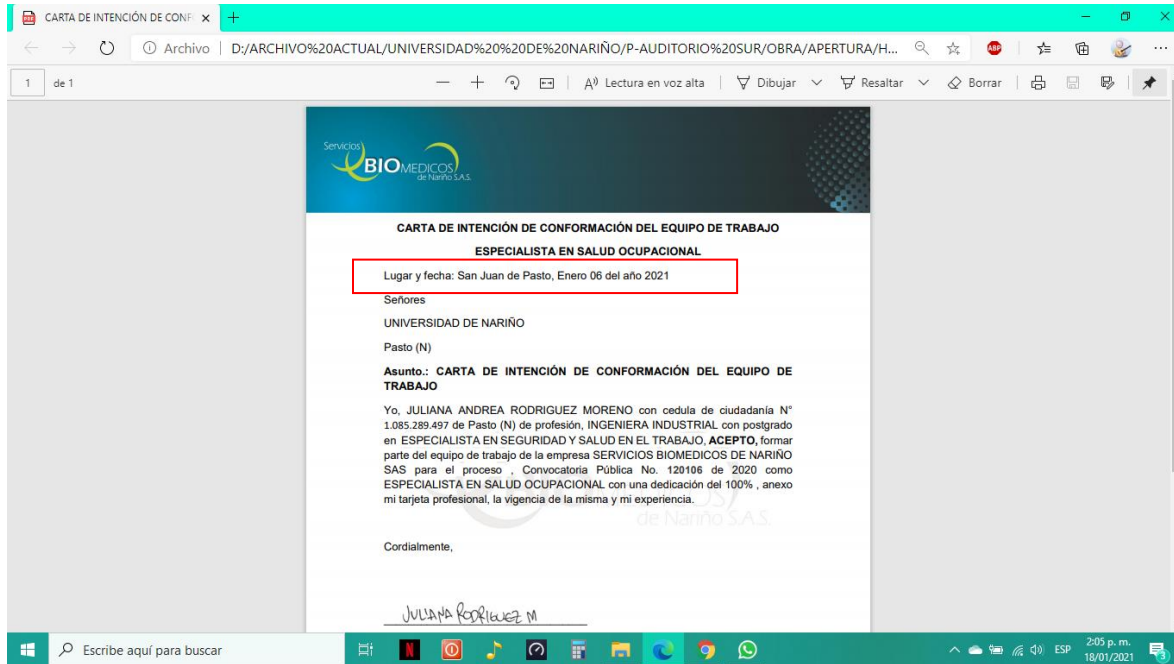 CARTA DE INTENCIÓN DE CONF
Archivo
D:/ARCHIVO%20ACTUAL/UNIVERSIDAD%20%20DE%20NARIÑO/P-AUDITORIO%20SUR/OBRA/APERTURA/H...
ABP
1 de 1
Lectura en voz alta
Dibujar
Resaltar
Borrar
Servicios
BIOMEDICOS
de Nariño S.A.S.
CARTA DE INTENCIÓN DE CONFORMACIÓN DEL EQUIPO DE TRABAJO
ESPECIALISTA EN SALUD OCUPACIONAL
Lugar y fecha: San Juan de Pasto, Enero 06 del año 2021
Señores
UNIVERSIDAD DE NARIÑO
Pasto (N)
Asunto.: CARTA DE INTENCIÓN DE CONFORMACIÓN DEL EQUIPO DE
TRABAJO
Yo, JULIANA ANDREA RODRIGUEZ MORENO con cedula de ciudadanía N°
1.085.289.497 de Pasto (N) de profesión, INGENIERA INDUSTRIAL con postgrado
en ESPECIALISTA EN SEGURIDAD Y SALUD EN EL TRABAJO, ACEPTO, formar
parte del equipo de trabajo de la empresa SERVICIOS BIOMEDICOS DE NARIÑO
SAS para el proceso , Convocatoria Pública No. 120106 de 2020 como
ESPECIALISTA EN SALUD OCUPACIONAL con una dedicación del 100% , anexo
mi tarjeta profesional, la vigencia de la misma y mi experiencia.
de Nariño S.A.S.
Cordialmente,
JULIANA RODRIGUEZ M
Escribe aquí para buscar
ESP
2:05 p. m.
18/01/2021